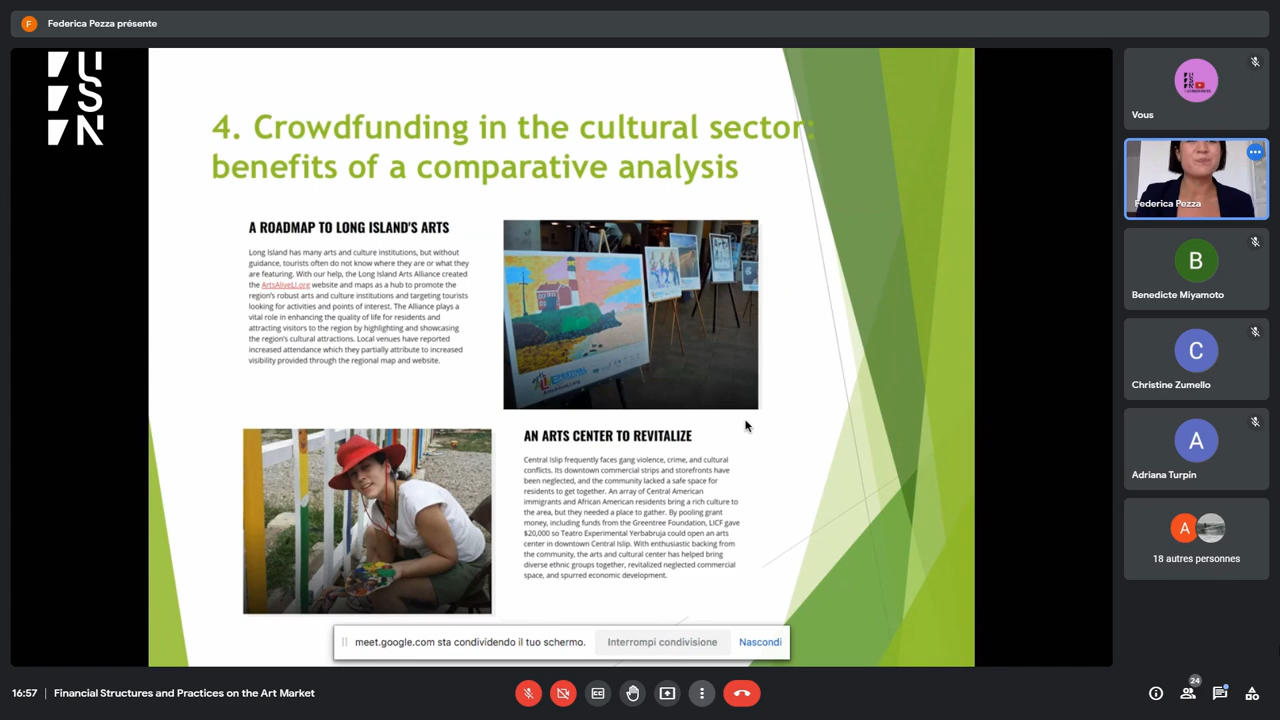 Federica Pezza présente
F
USN
4. Crowdfunding in the cultural sector:
benefits of a comparative analysis
A ROADMAP TO LONG ISLAND'S ARTS
Long Island has many arts and culture institutions, but without
guidance, tourists often do not know where they are or what they
are featuring. With our help, the Long Island Arts Alliance created
the ArtsAliveLI.org website and maps as a hub to promote the
region's robust arts and culture institutions and targeting tourists
looking for activities and points of interest. The Alliance plays a
vital role in enhancing the quality of life for residents and
attracting visitors to the region by highlighting and showcasing
the region's cultural attractions. Local venues have reported
increased attendance which they partially attribute to increased
visibility provided through the regional map and website.
AN ARTS CENTER TO REVITALIZE
Central Islip frequently faces gang violence, crime, and cultural
conflicts. Its downtown commercial strips and storefronts have
been neglected, and the community lacked a safe space for
residents to get together. An array of Central American
immigrants and African American residents bring a rich culture to
the area, but they needed a place to gather. By pooling grant
money, including funds from the Greentree Foundation, LICF gave
$20,000 so Teatro Experimental Yerbabruja could open an arts
center in downtown Central Islip. With enthusiastic backing from
the community, the arts and cultural center has helped bring
diverse ethnic groups together, revitalized neglected commercial
space, and spurred economic development.
meet.google.com sta condividendo il tuo schermo.
Interrompi condivisione
Nascondi
Vous
Federica Pezza
B
Benedicte Miyamoto
C
Christine Zumello
A
Adriana Turpin
A
18 autres personnes
16:57 | Financial Structures and Practices on the Art Market
24